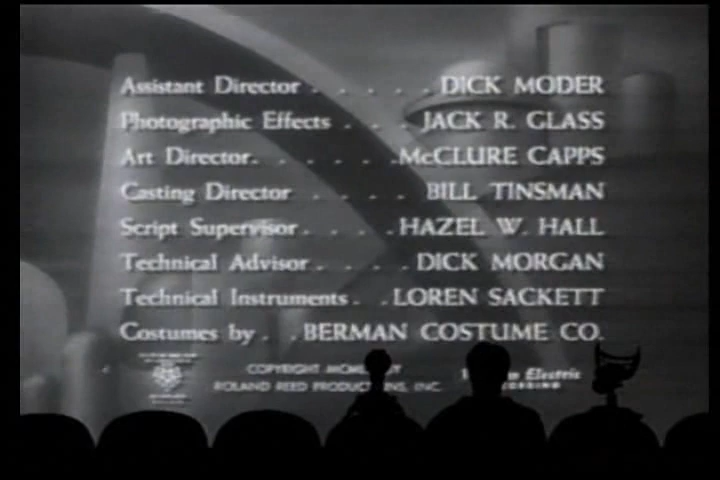 Assistant Director . . . . . DICK MODER
Photographic Effects . . . JACK R. GLASS
Art Director. . . . . . McCLURE CAPPS
Casting Director . . . . BILL TINSMAN
Script Supervisor . . . . HAZEL W. HALL
Technical Advisor . . . . DICK MORGAN
Technical Instruments . . LOREN SACKETT
Costumes by . . BERMAN COSTUME CO.
COPYRIGHT
ROLAND REED INC.
Electric